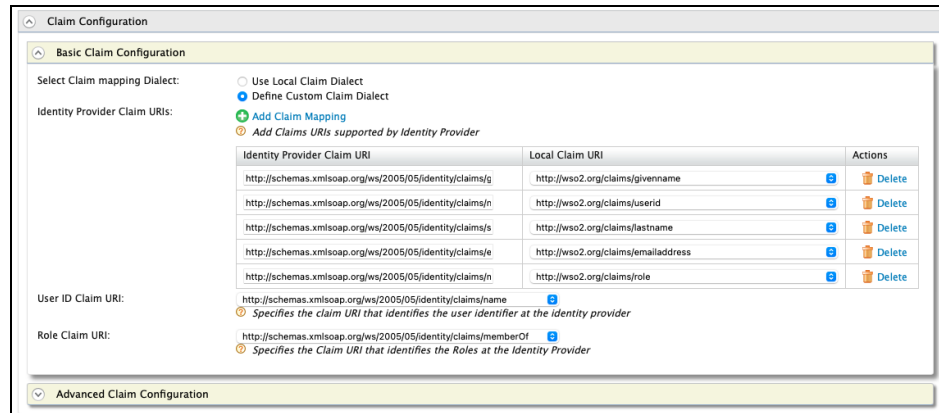 Claim Configuration
Basic Claim Configuration
Select Claim mapping Dialect:
Use Local Claim Dialect
Define Custom Claim Dialect
Identity Provider Claim URIs:
Add Claim Mapping
Add Claims URIs supported by Identity Provider
Identity Provider Claim URI Local Claim URI Actions
http://schemas.xmlsoap.org/ws/2005/05/identity/claims/g http://wso2.org/claims/givenname Delete
http://schemas.xmlsoap.org/ws/2005/05/identity/claims/n http://wso2.org/claims/userid Delete
http://schemas.xmlsoap.org/ws/2005/05/identity/claims/s http://wso2.org/claims/lastname Delete
http://schemas.xmlsoap.org/ws/2005/05/identity/claims/e http://wso2.org/claims/emailaddress Delete
http://schemas.xmlsoap.org/ws/2005/05/identity/claims/n http://wso2.org/claims/role Delete
User ID Claim URI: http://schemas.xmlsoap.org/ws/2005/05/identity/claims/name
Specifies the claim URI that identifies the user identifier at the identity provider
Role Claim URI: http://schemas.xmlsoap.org/ws/2005/05/identity/claims/memberOf
Specifies the Claim URI that identifies the Roles at the Identity Provider
Advanced Claim Configuration